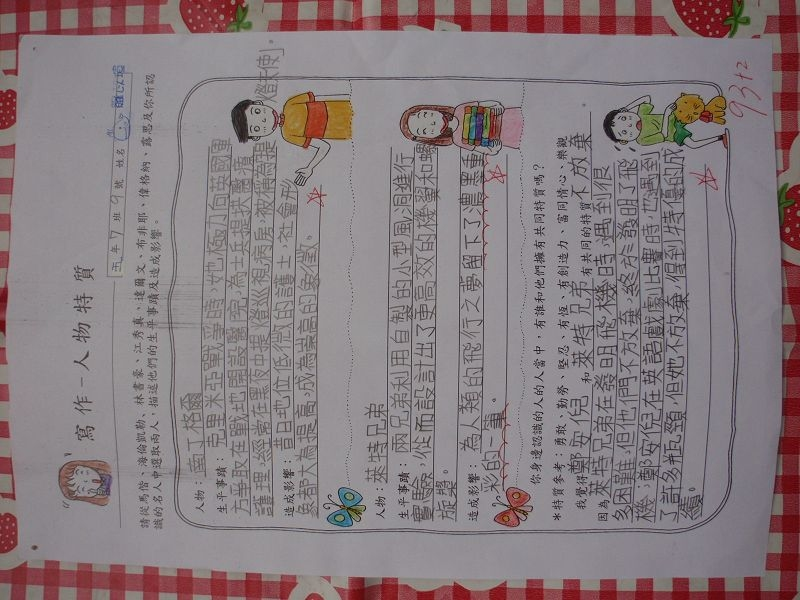 寫作-人物特質
五年7班9號 姓名
請從馬偕、海倫凱勒、林書豪、江秀真、達爾文、布非耶、偉格納、露思及你所認
識的名人中選取兩人,描述他們的生平事蹟及造成影響。
人物:南丁格爾
生平事蹟:克里米亞戰爭時,她極力向英國軍
方爭取在戰地開設醫院,為士兵提扶醫療
護理,經常在黑夜中提燈巡視病房,被稱為提
燈天使」。
造成影響:昔日地位低微的護士,社會形
象都大為提高,成為崇高的象徵。
人物:萊特兄弟
生平事蹟:兩兄弟利用自製的小型風洞進行
實驗,從而設計出了更高效的機翼和螺
旋槳。
造成影響:為人類的飛行之夢留下了濃墨重
彩的一筆。
你身邊認識的人的人當中,有誰和他們擁有共同特質嗎?
*特質參考:勇敢、勤勞、堅忍、有恆、有創造力、富同情心、樂觀
我覺得鄭安倪和萊特兄弟有共同的特質不放棄
因為萊特兄弟在發明飛機時遇到很
多困難,但他們不放棄,終於發明了飛
機。鄭安倪在英語戲劇比賽時,也遇到
了許多瓶頸,但她不放棄,得到特優的成
績。
93+2